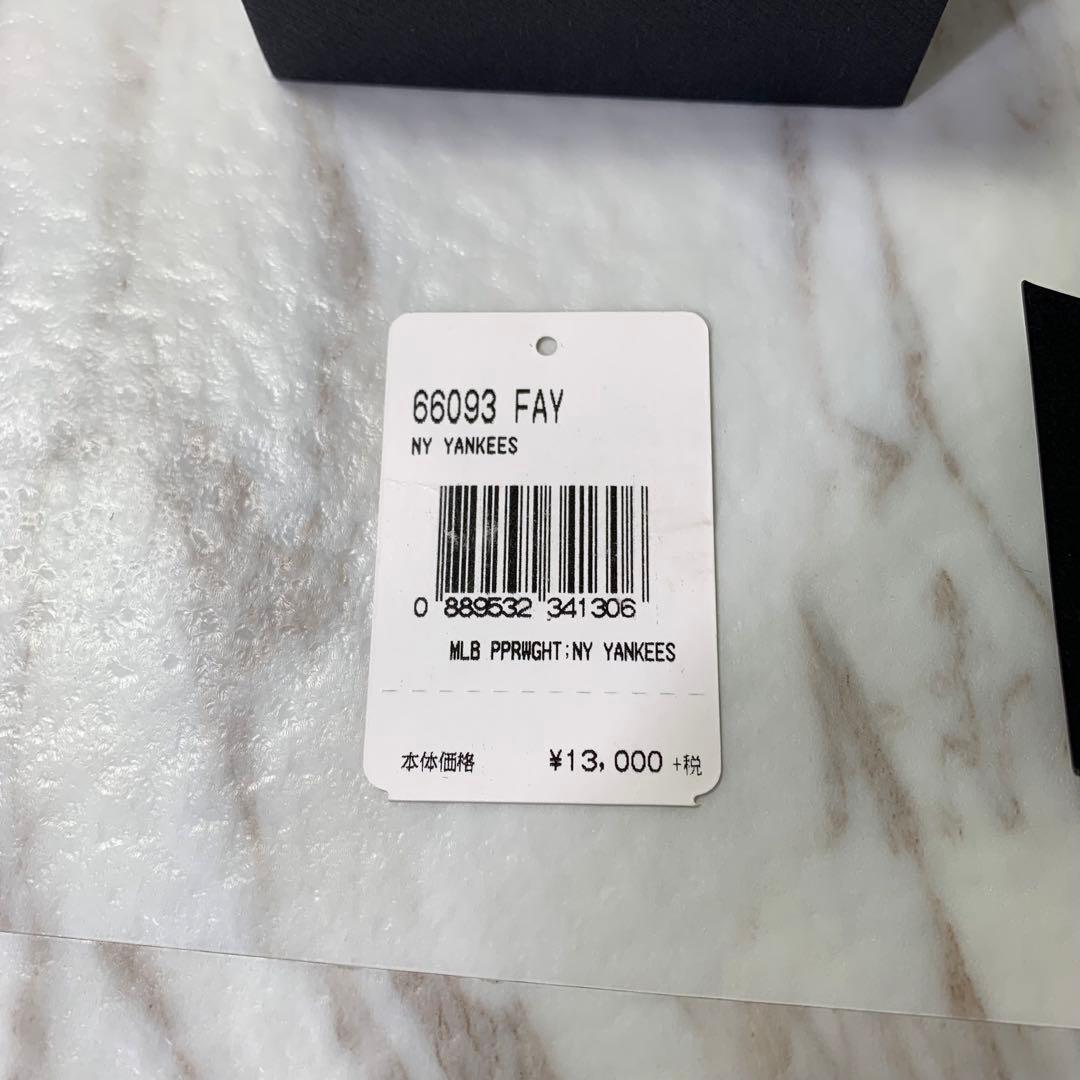 66093 FAY
NY YANKEES
0 889532 341306
MLB PPRWGHT;NY YANKEES
本体価格 ¥13,000 +税